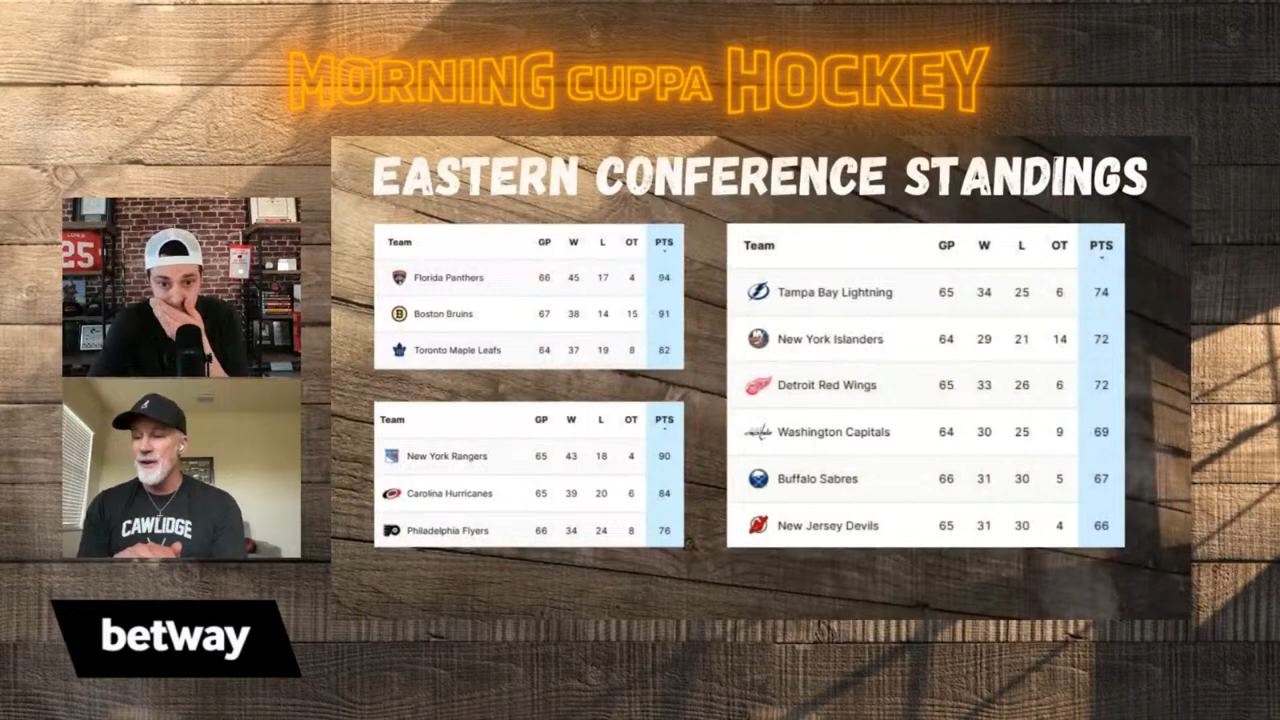 MORNING CUPPA HOCKEY
EASTERN CONFERENCE STANDINGS
Team GP W L OT PTS
Florida Panthers 66 45 17 4 94
Boston Bruins 67 38 14 15 91
Toronto Maple Leafs 64 37 19 8 82
Team GP W L OT PTS
New York Rangers 65 43 18 4 90
Carolina Hurricanes 65 39 20 6 84
Philadelphia Flyers 66 34 24 8 76
Team GP W L OT PTS
Tampa Bay Lightning 65 34 25 6 74
New York Islanders 64 29 21 14 72
Detroit Red Wings 65 33 26 6 72
Washington Capitals 64 30 25 9 69
Buffalo Sabres 66 31 30 5 67
New Jersey Devils 65 31 30 4 66
25
CAWLIDGE
betway